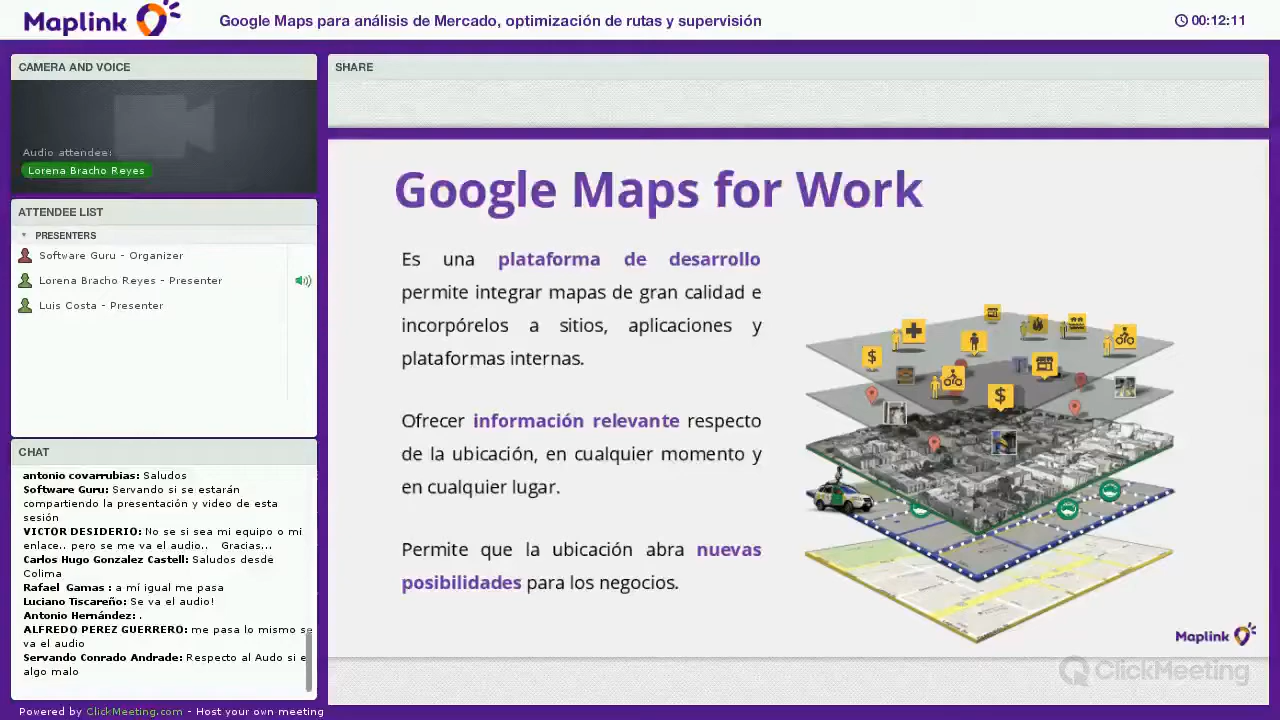 Maplink
Google Maps para análisis de Mercado, optimización de rutas y supervisión
00:12:11
CAMERA AND VOICE
Audio attendee:
Lorena Bracho Reyes
ATTENDEE LIST
PRESENTERS
Software Guru - Organizer
Lorena Bracho Reyes - Presenter
Luis Costa - Presenter
CHAT
antonio covarrubias: Saludos
Software Guru: Servando si se estarán
compartiendo la presentación y video de esta
sesión
VICTOR DESIDERIO: No se si sea mi equipo o mi
enlace.. pero se me va el audio.. Gracias...
Carlos Hugo Gonzalez Castell: Saludos desde
Colima
Rafael Gamas : a mí igual me pasa
Luciano Tiscareño: Se va el audio!
Antonio Hernández: .
ALFREDO PEREZ GUERRERO: me pasa lo mismo se
va el audio
Servando Conrado Andrade: Respecto al Audo si e
algo malo
Powered by ClickMeeting.com - Host your own meeting
SHARE
Google Maps for Work
Es una plataforma de desarrollo
permite integrar mapas de gran calidad e
incorpórelos a sitios, aplicaciones y
plataformas internas.
Ofrecer información relevante respecto
de la ubicación, en cualquier momento y
en cualquier lugar.
Permite que la ubicación abra nuevas
posibilidades para los negocios.
$
$
Maplink
ClickMeeting